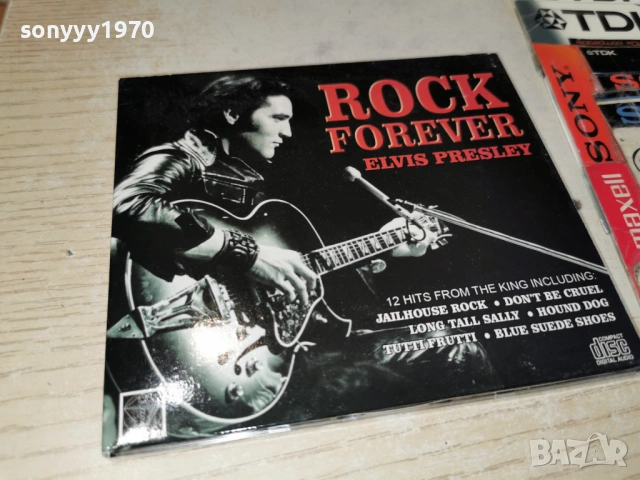 sonyyy1970
ROCK
FOREVER
ELVIS PRESLEY
12 HITS FROM THE KING INCLUDING:
JAILHOUSE ROCK • DON'T BE CRUEL
LONG TALL SALLY • HOUND DOG
TUTTI FRUTTI • BLUE SUEDE SHOES
COMPACT
disc
DIGITAL AUDIO
TDK
TDK
SONY
maxell
BAZAR
bg